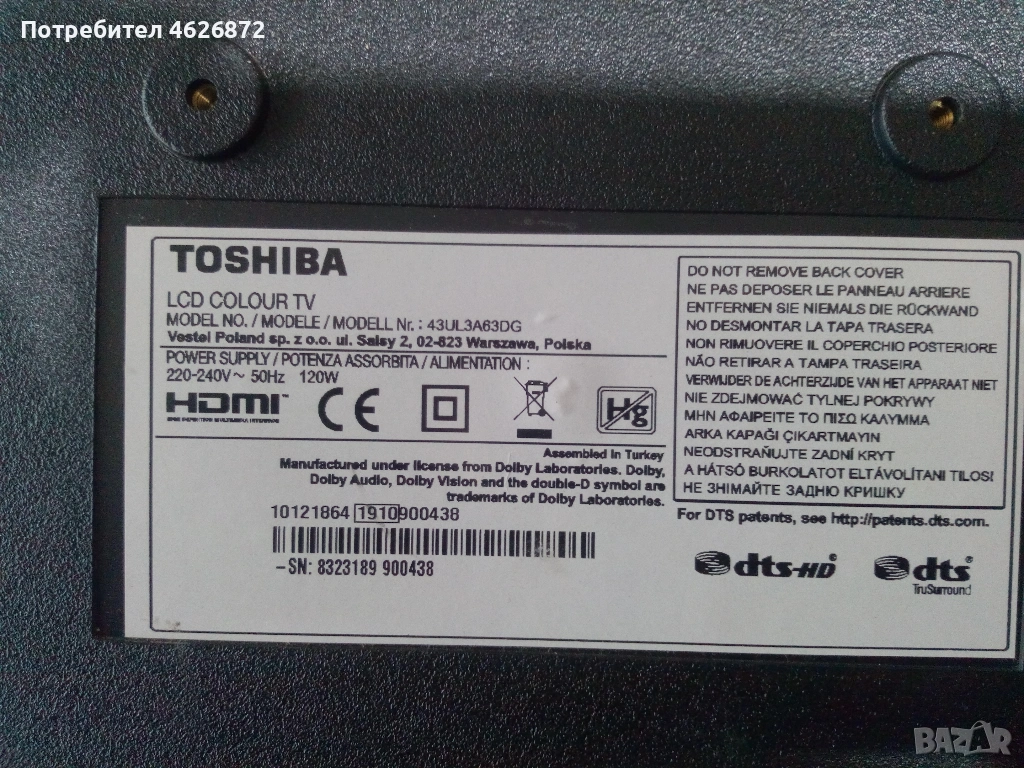 Потребител 4626872
TOSHIBA
LCD COLOUR TV
MODEL NO. / MODELE / MODELL Nr. : 43UL3A63DG
Vestel Poland sp. z o.o. ul. Salsy 2, 02-823 Warszawa, Polska
POWER SUPPLY / POTENZA ASSORBITA / ALIMENTATION :
220-240V~ 50Hz 120W
HDMI™
CE
Hg
Assembled in Turkey
Manufactured under license from Dolby Laboratories. Dolby,
Dolby Audio, Dolby Vision and the double-D symbol are
trademarks of Dolby Laboratories.
10121864 1910 900438
-SN: 8323189 900438
DO NOT REMOVE BACK COVER
NE PAS DEPOSER LE PANNEAU ARRIERE
ENTFERNEN SIE NIEMALS DIE RÜCKWAND
NO DESMONTAR LA TAPA TRASERA
NON RIMUOVERE IL COPERCHIO POSTERIORE
NÃO RETIRAR A TAMPA TRASEIRA
VERWIJDER DE ACHTERZIJDE VAN HET APPARAAT NIET
NIE ZDEJMOWAĆ TYLNEJ POKRYWY
ΜΗΝ ΑΦΑΙΡΕΙΤΕ ΤΟ ΠΙΣΩ ΚΑΛΥΜΜΑ
ARKA KAPAĞI ÇIKARTMAYIN
NEODSTRAŇUJTE ZADNÍ KRYT
A HÁTSÓ BURKOLATOT ELTÁVOLÍTANI TILOS!
НЕ ЗНІМАЙТЕ ЗАДНЮ КРИШКУ
For DTS patents, see http://patents.dts.com.
dts-HD®
dts®
TruSurround
BAZAR